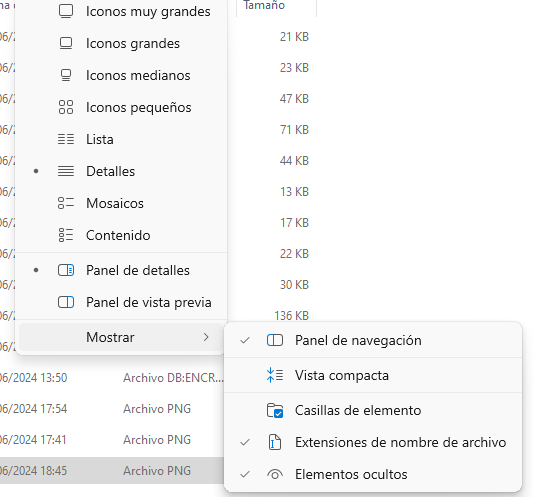 Tamaño
Iconos muy grandes
21 KB
Iconos grandes
23 KB
Iconos medianos
47 KB
Iconos pequeños
71 KB
Lista
44 KB
Detalles
13 KB
Mosaicos
17 KB
Contenido
22 KB
Panel de detalles
30 KB
Panel de vista previa
136 KB
Mostrar
Panel de navegación
06/2024 13:50 Archivo DB:ENCR...
Vista compacta
06/2024 17:54 Archivo PNG
Casillas de elemento
06/2024 17:41 Archivo PNG
Extensiones de nombre de archivo
06/2024 18:45 Archivo PNG
Elementos ocultos